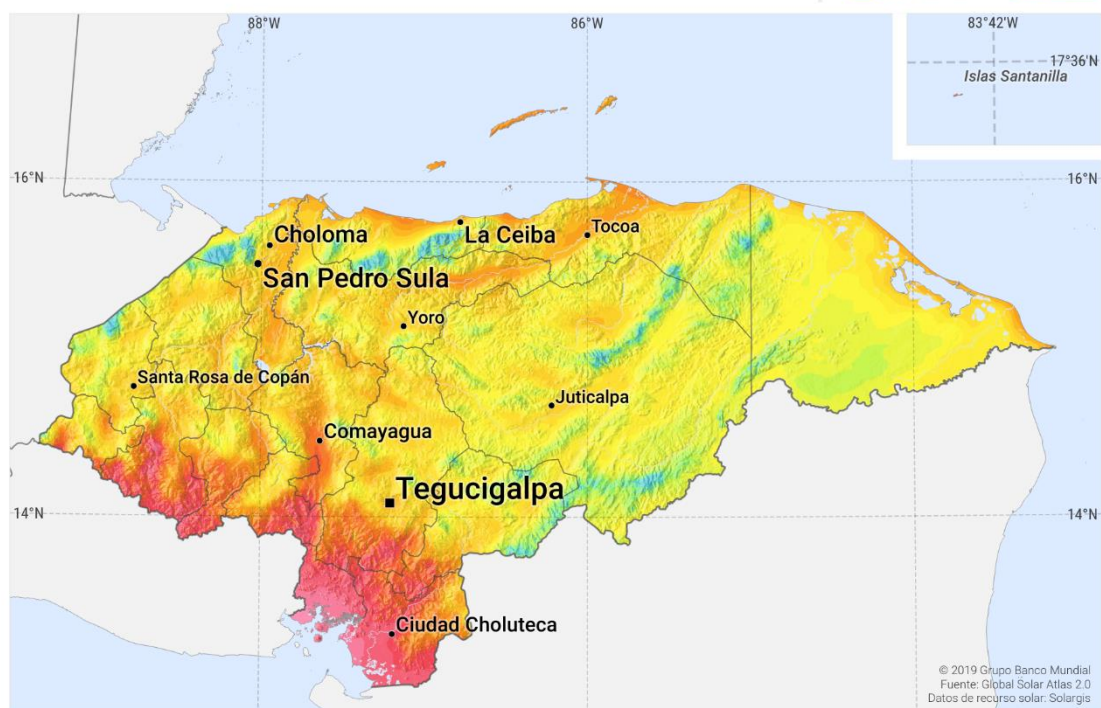 88°W
86°W
83°42'W
17°36'N
Islas Santanilla
16°N
16°N
Choloma
La Ceiba
Tocoa
San Pedro Sula
Yoro
Santa Rosa de Copán
Juticalpa
Comayagua
Tegucigalpa
14°N
14°N
Ciudad Choluteca
© 2019 Grupo Banco Mundial
Fuente: Global Solar Atlas 2.0
Datos de recurso solar: Solargis
88°W
86°W